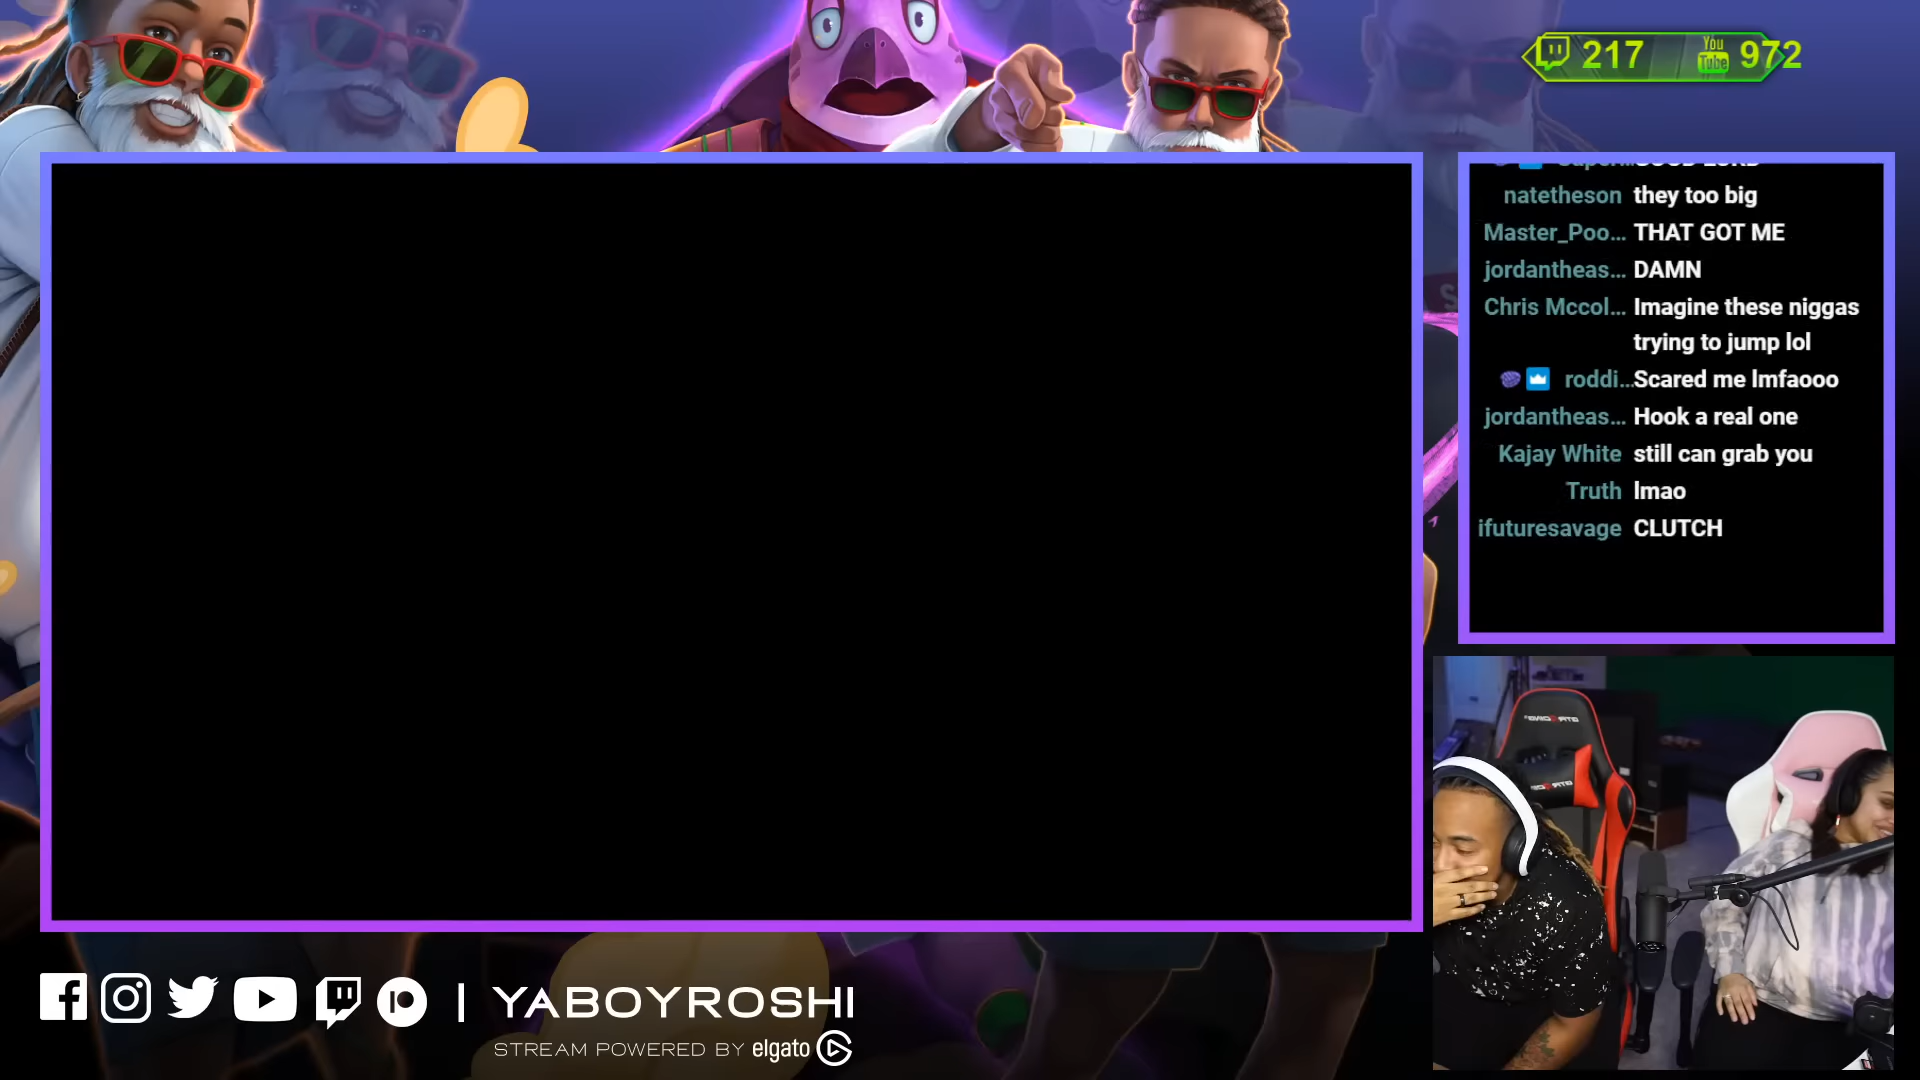 217
You
Tube
972
natetheson they too big
Master_Poo... THAT GOT ME
jordantheas... DAMN
Chris Mccol... Imagine these niggas
trying to jump lol
roddi... Scared me lmfaooo
jordantheas... Hook a real one
Kajay White still can grab you
Truth lmao
ifuturesavage CLUTCH
| YABOYROSHI
STREAM POWERED BY elgato